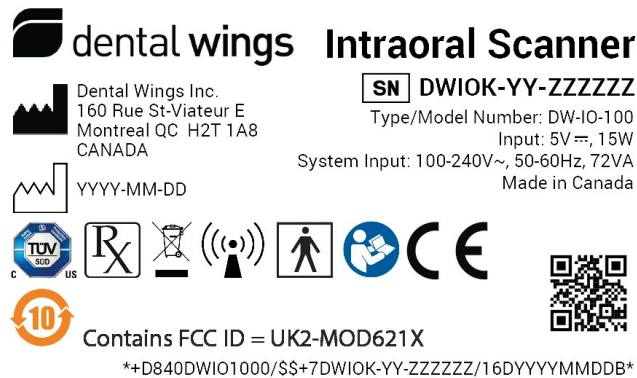 dental wings
Intraoral Scanner
SN DWIOK-YY-ZZZZZZ
Dental Wings Inc.
160 Rue St-Viateur E
Montreal QC H2T 1A8
CANADA
Type/Model Number: DW-IO-100
Input: 5V⎓, 15W
System Input: 100-240V~, 50-60Hz, 72VA
Made in Canada
YYYY-MM-DD
TÜV
SÜD
C US
Rx
CE
10
Contains FCC ID = UK2-MOD621X
*+D840DWIO1000/$$+7DWIOK-YY-ZZZZZZ/16DYYYYMMDDB*